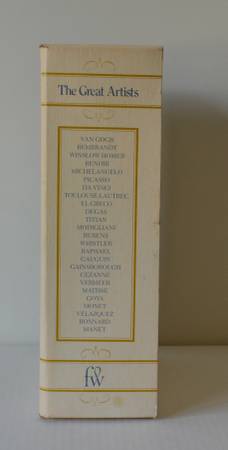 The Great Artists
VAN GOGH
REMBRANDT
WINSLOW HOMER
RENOIR
MICHELANGELO
PICASSO
DA VINCI
TOULOUSE-LAUTREC
EL GRECO
DEGAS
TITIAN
MODIGLIANI
RUBENS
WHISTLER
RAPHAEL
GAUGUIN
GAINSBOROUGH
CEZANNE
VERMEER
MATISSE
GOYA
MONET
VELAZQUEZ
BONNARD
MANET
fw